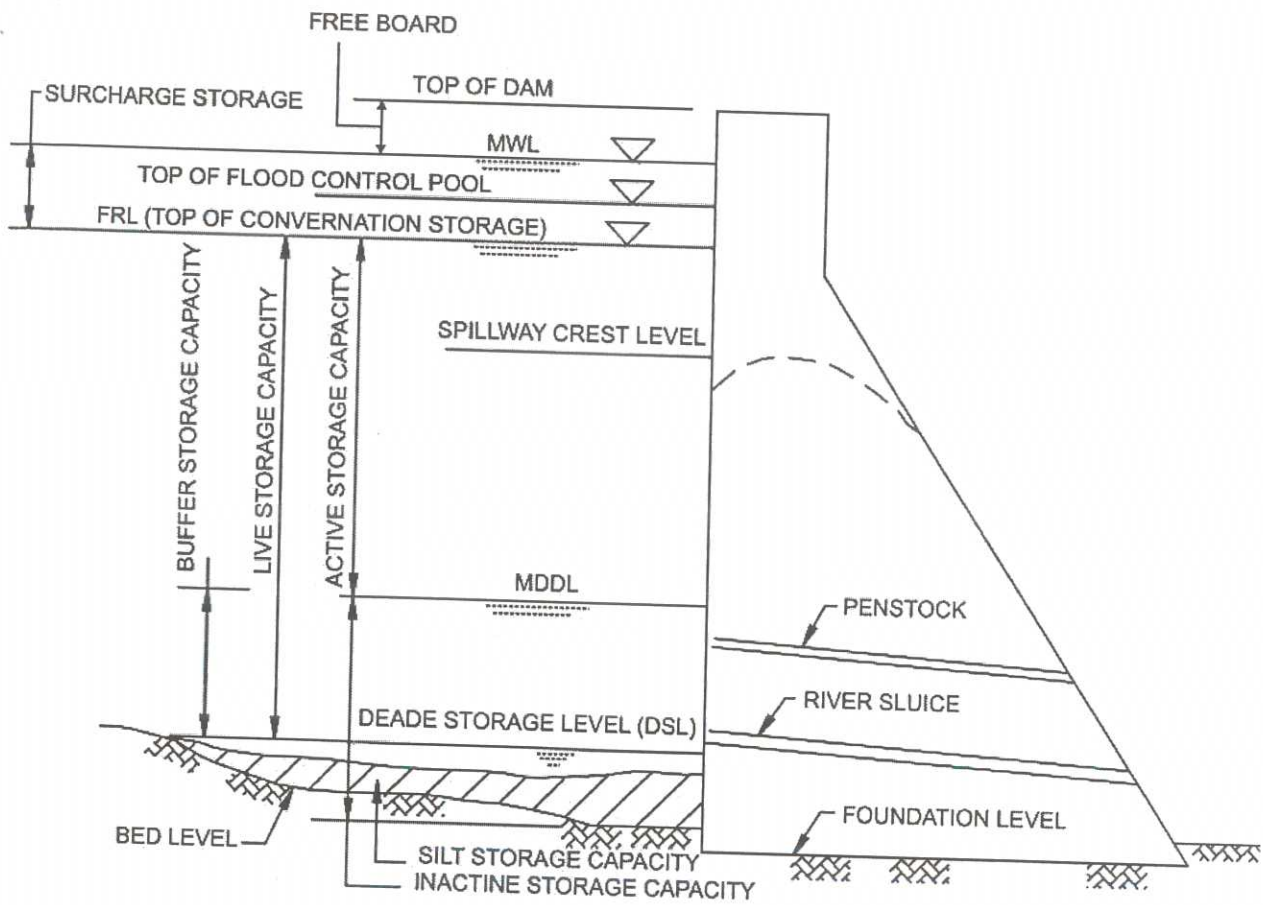 FREE BOARD
TOP OF DAM
SURCHARGE STORAGE
MWL
TOP OF FLOOD CONTROL POOL
FRL (TOP OF CONVERNATION STORAGE)
BUFFER STORAGE CAPACITY
LIVE STORAGE CAPACITY
ACTIVE STORAGE CAPACITY
SPILLWAY CREST LEVEL
MDDL
PENSTOCK
RIVER SLUICE
DEADE STORAGE LEVEL (DSL)
FOUNDATION LEVEL
BED LEVEL
SILT STORAGE CAPACITY
INACTINE STORAGE CAPACITY